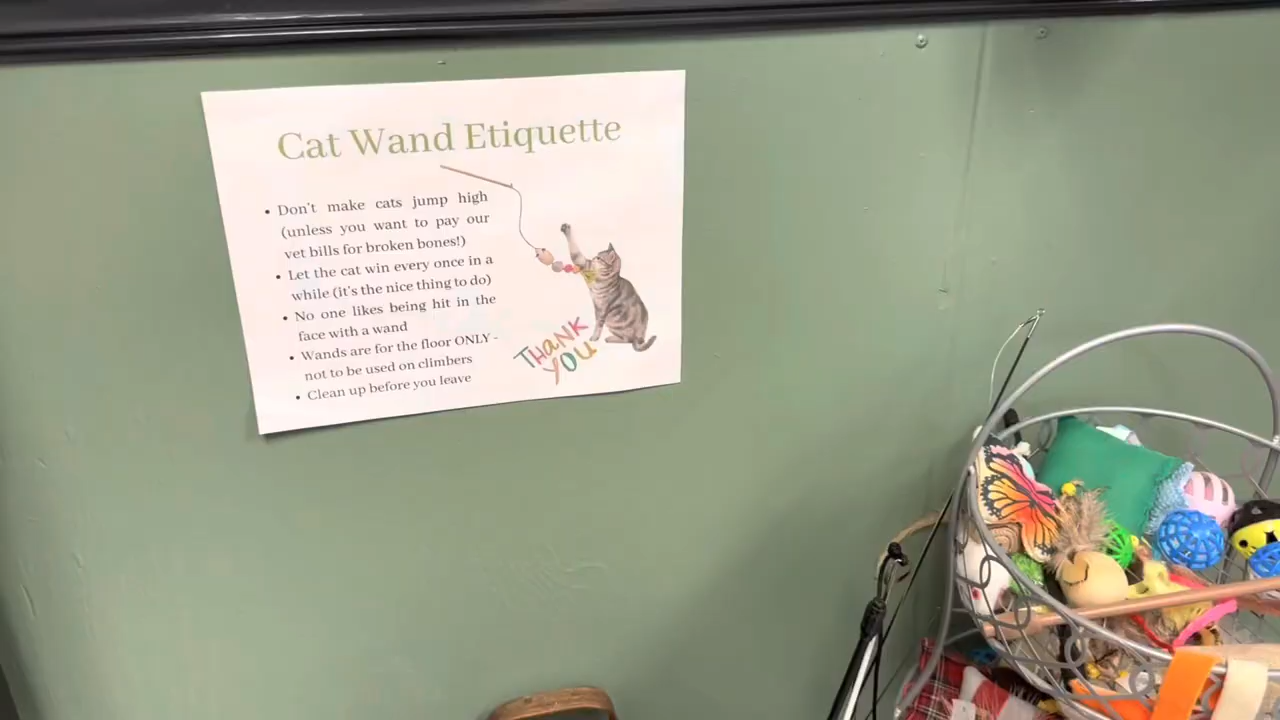 Cat Wand Etiquette
• Don't make cats jump high
(unless you want to pay our
vet bills for broken bones!)
• Let the cat win every once in a
while (it's the nice thing to do)
• No one likes being hit in the
face with a wand
• Wands are for the floor ONLY -
not to be used on climbers
• Clean up before you leave
THaNK
YOU